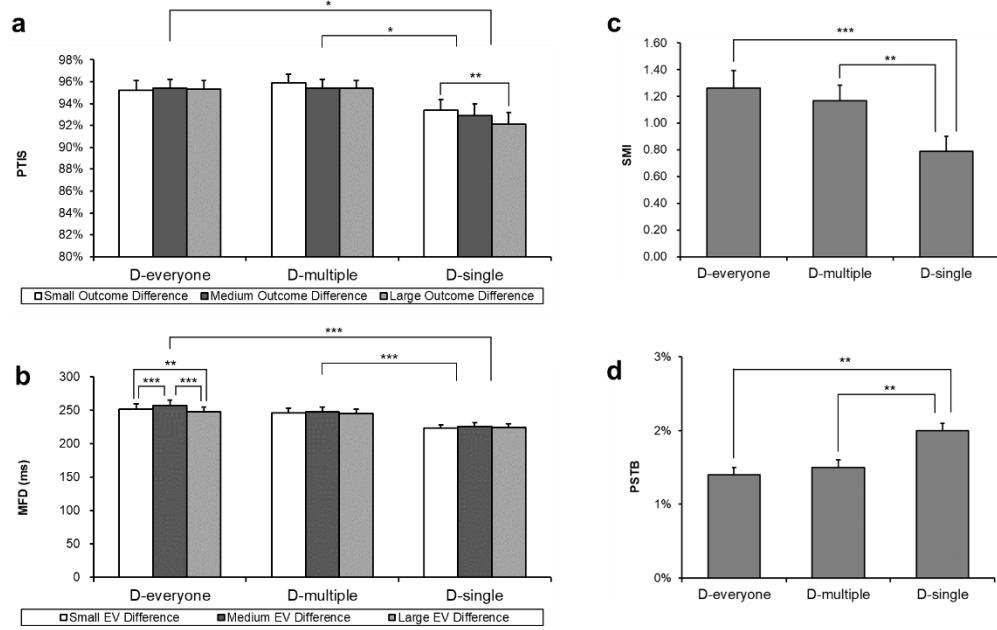 a
*
*
**
98%
96%
94%
92%
90%
88%
86%
84%
82%
80%
PTIS
D-everyone D-multiple D-single
Small Outcome Difference Medium Outcome Difference Large Outcome Difference
b
***
***
**
*** ***
300
250
200
150
100
50
0
MFD (ms)
D-everyone D-multiple D-single
Small EV Difference Medium EV Difference Large EV Difference
c
***
**
1.60
1.40
1.20
1.00
0.80
0.60
0.40
0.20
0.00
SMI
D-everyone D-multiple D-single
d
**
**
3%
2%
1%
0%
PSTB
D-everyone D-multiple D-single